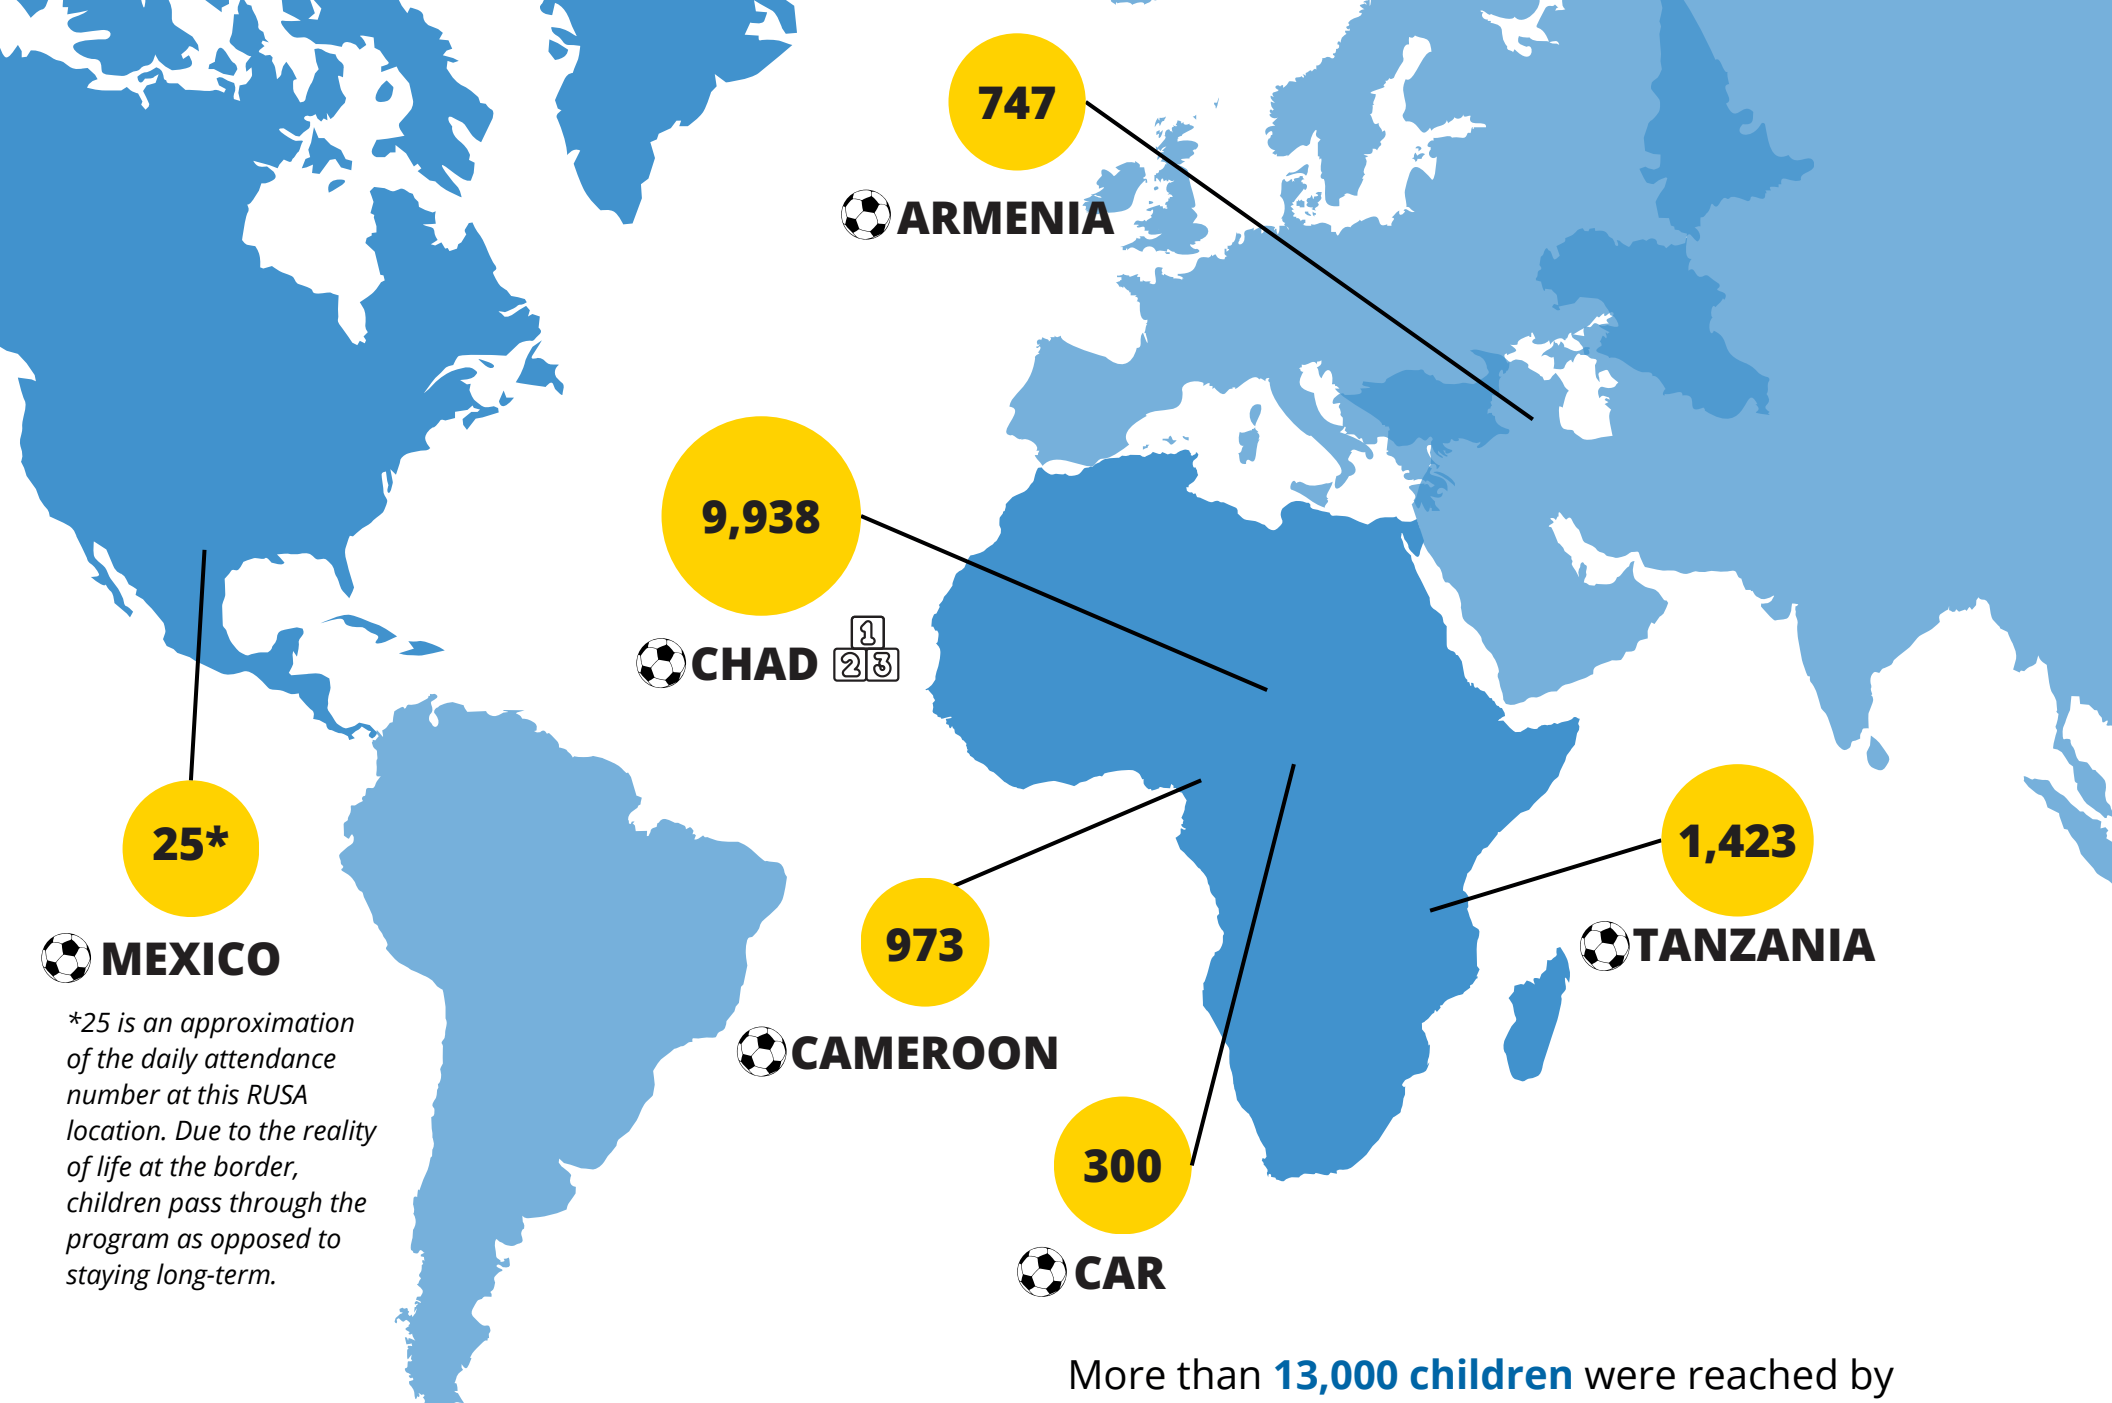 747
ARMENIA
9,938
CHAD
1
2 3
25*
MEXICO
*25 is an approximation
of the daily attendance
number at this RUSA
location. Due to the reality
of life at the border,
children pass through the
program as opposed to
staying long-term.
973
CAMEROON
1,423
TANZANIA
300
CAR
More than 13,000 children were reached by